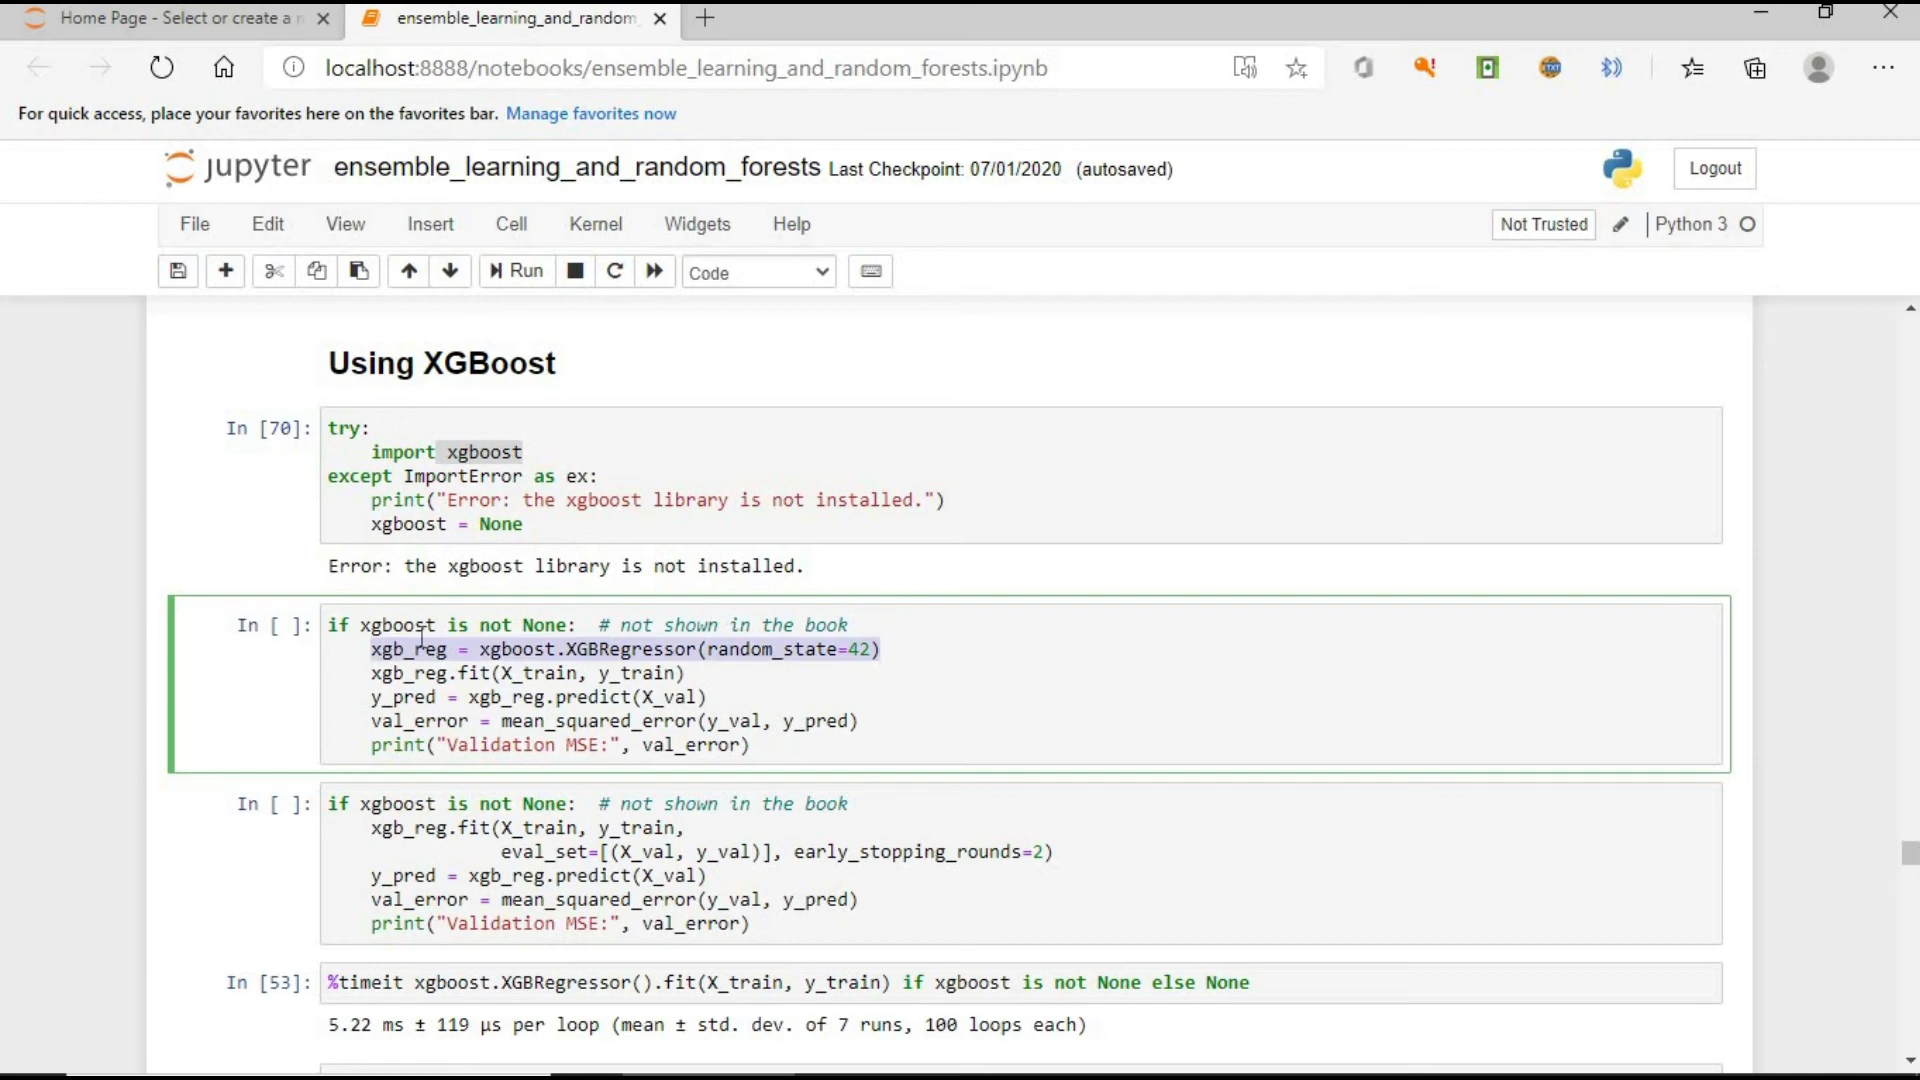 Home Page - Select or create a n
ensemble_learning_and_random_
localhost:8888/notebooks/ensemble_learning_and_random_forests.ipynb
For quick access, place your favorites here on the favorites bar. Manage favorites now
jupyter ensemble_learning_and_random_forests Last Checkpoint: 07/01/2020 (autosaved)
Logout
File Edit View Insert Cell Kernel Widgets Help
Not Trusted Python 3
Run Code
Using XGBoost
In [70]: try:
    import xgboost
except ImportError as ex:
    print("Error: the xgboost library is not installed.")
    xgboost = None
Error: the xgboost library is not installed.
In [ ]: if xgboost is not None:  # not shown in the book
    xgb_reg = xgboost.XGBRegressor(random_state=42)
    xgb_reg.fit(X_train, y_train)
    y_pred = xgb_reg.predict(X_val)
    val_error = mean_squared_error(y_val, y_pred)
    print("Validation MSE:", val_error)
In [ ]: if xgboost is not None:  # not shown in the book
    xgb_reg.fit(X_train, y_train,
                eval_set=[(X_val, y_val)], early_stopping_rounds=2)
    y_pred = xgb_reg.predict(X_val)
    val_error = mean_squared_error(y_val, y_pred)
    print("Validation MSE:", val_error)
In [53]: %timeit xgboost.XGBRegressor().fit(X_train, y_train) if xgboost is not None else None
5.22 ms ± 119 µs per loop (mean ± std. dev. of 7 runs, 100 loops each)